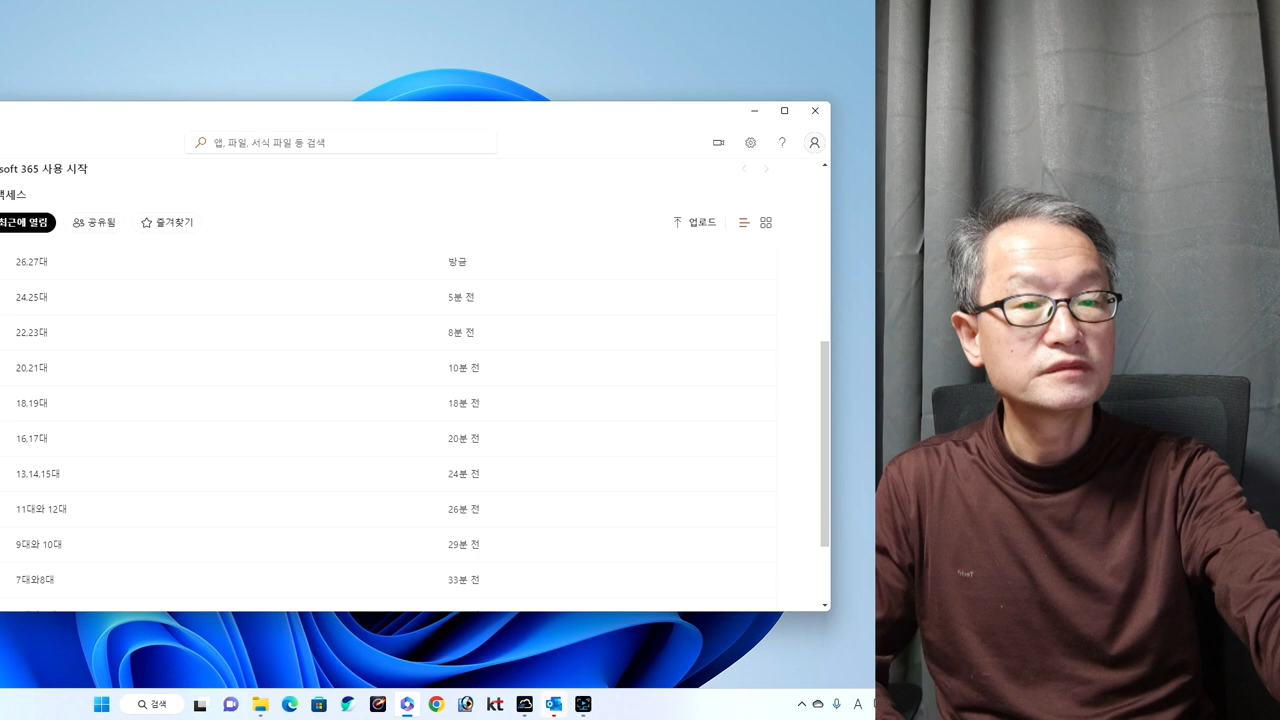 앱, 파일, 서식 파일 등 검색
soft 365 사용 시작
액세스
최근에 열림 공유됨 즐겨찾기 업로드
26,27대 방금
24.25대 5분 전
22,23대 8분 전
20,21대 10분 전
18,19대 18분 전
16,17대 20분 전
13,14,15대 24분 전
11대와 12대 26분 전
9대와 10대 29분 전
7대와8대 33분 전
검색 kt A